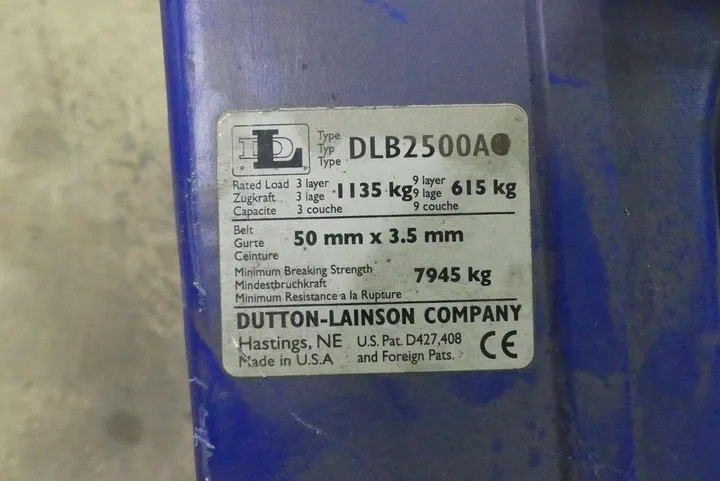 DL
Type
Typ DLB2500A
Type
Rated Load 3 layer 1135 kg 9 layer 615 kg
Zugkraft 3 lage 9 lage
Capacite 3 couche 9 couche
Belt
Gurte 50 mm x 3.5 mm
Ceinture
Minimum Breaking Strength
Mindestbruchkraft 7945 kg
Minimum Resistance a la Rupture
DUTTON-LAINSON COMPANY
Hastings, NE U.S. Pat. D427,408
Made in U.S.A and Foreign Pats. CE